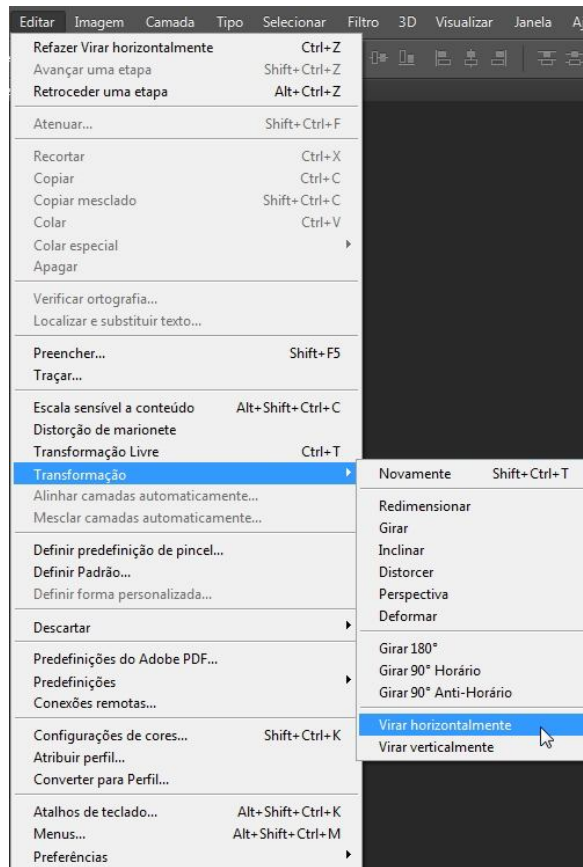 Editar Imagem Camada Tipo Selecionar Filtro 3D Visualizar Janela
Refazer Virar horizontalmente Ctrl+Z
Avançar uma etapa Shift+Ctrl+Z
Retroceder uma etapa Alt+Ctrl+Z
Atenuar... Shift+Ctrl+F
Recortar Ctrl+X
Copiar Ctrl+C
Copiar mesclado Shift+Ctrl+C
Colar Ctrl+V
Colar especial
Apagar
Verificar ortografia...
Localizar e substituir texto...
Preencher... Shift+F5
Traçar...
Escala sensível a conteúdo Alt+Shift+Ctrl+C
Distorção de marionete
Transformação Livre Ctrl+T
Transformação
Alinhar camadas automaticamente...
Mesclar camadas automaticamente...
Definir predefinição de pincel...
Definir Padrão...
Definir forma personalizada...
Descartar
Predefinições do Adobe PDF...
Predefinições
Conexões remotas...
Configurações de cores... Shift+Ctrl+K
Atribuir perfil...
Converter para Perfil...
Atalhos de teclado... Alt+Shift+Ctrl+K
Menus... Alt+Shift+Ctrl+M
Preferências
Novamente Shift+Ctrl+T
Redimensionar
Girar
Inclinar
Distorcer
Perspectiva
Deformar
Girar 180°
Girar 90° Horário
Girar 90° Anti-Horário
Virar horizontalmente
Virar verticalmente